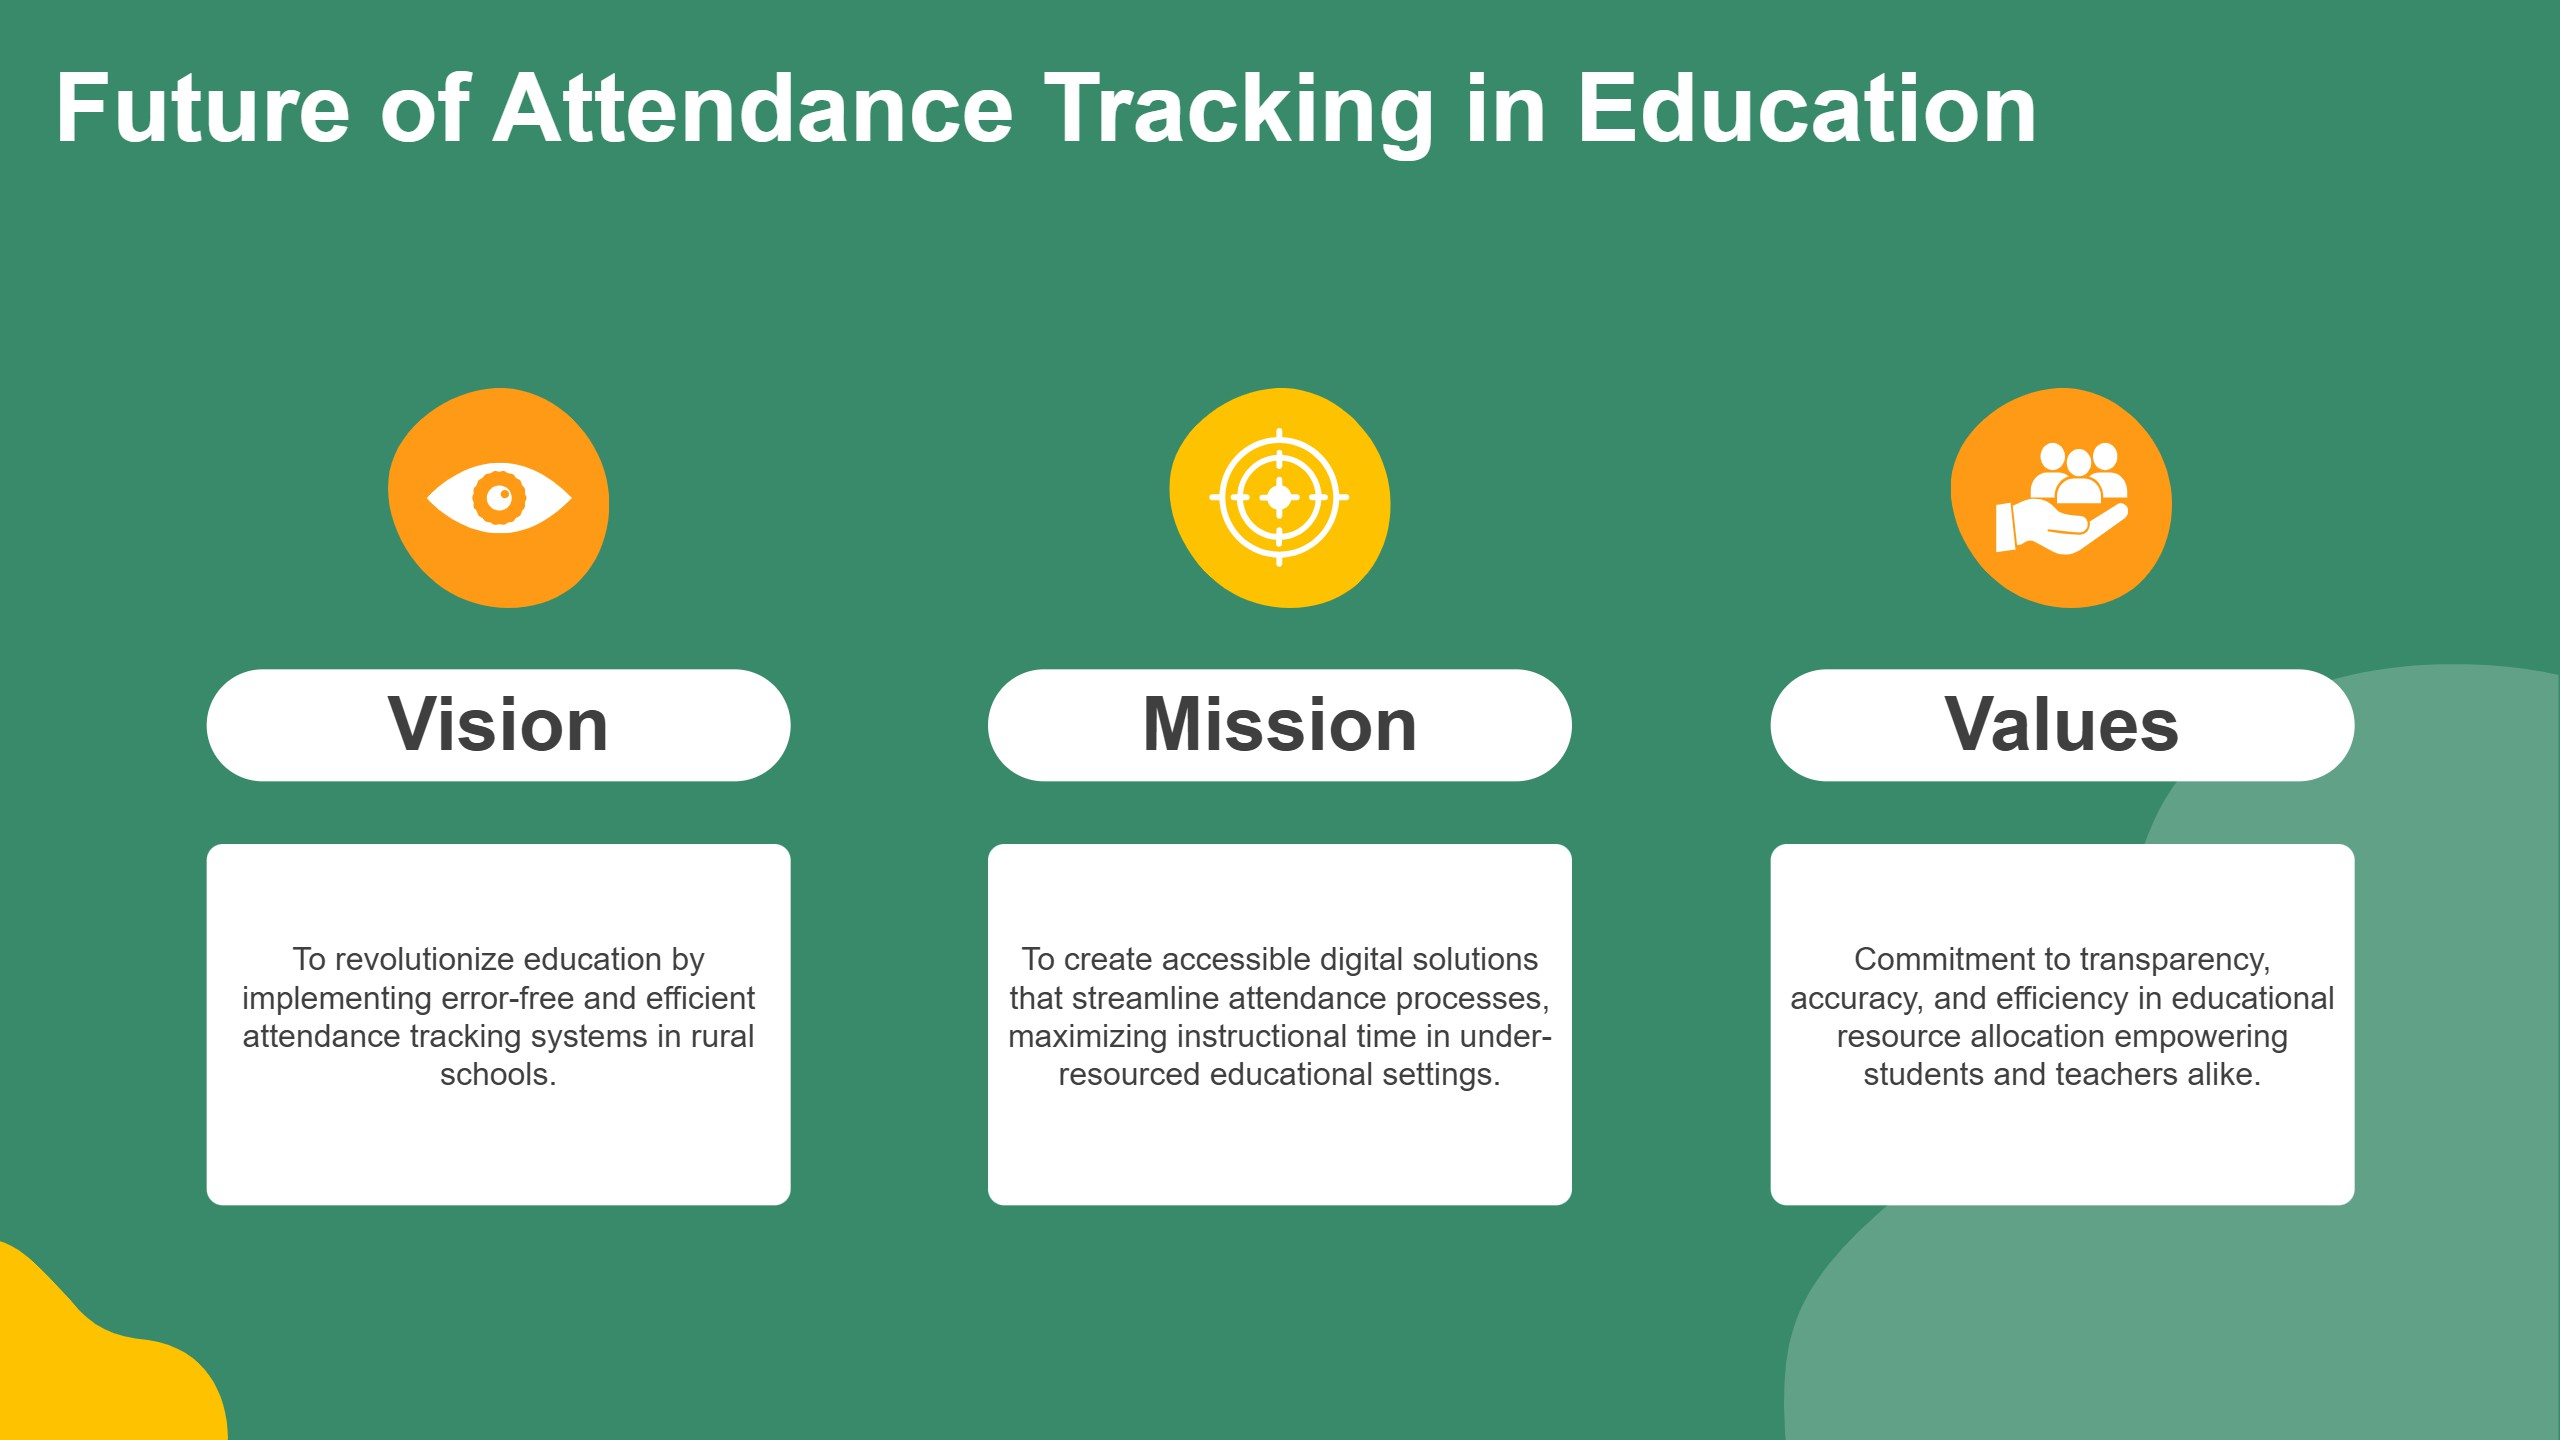 Future of Attendance Tracking in Education
Vision
To revolutionize education by
implementing error-free and efficient
attendance tracking systems in rural
schools.
Mission
To create accessible digital solutions
that streamline attendance processes,
maximizing instructional time in under-
resourced educational settings.
Values
Commitment to transparency,
accuracy, and efficiency in educational
resource allocation empowering
students and teachers alike.